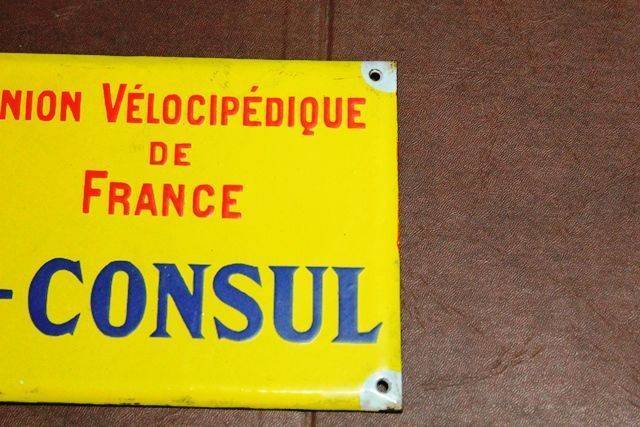 NION VÉLOCIPÉDIQUE
DE
FRANCE
-CONSUL